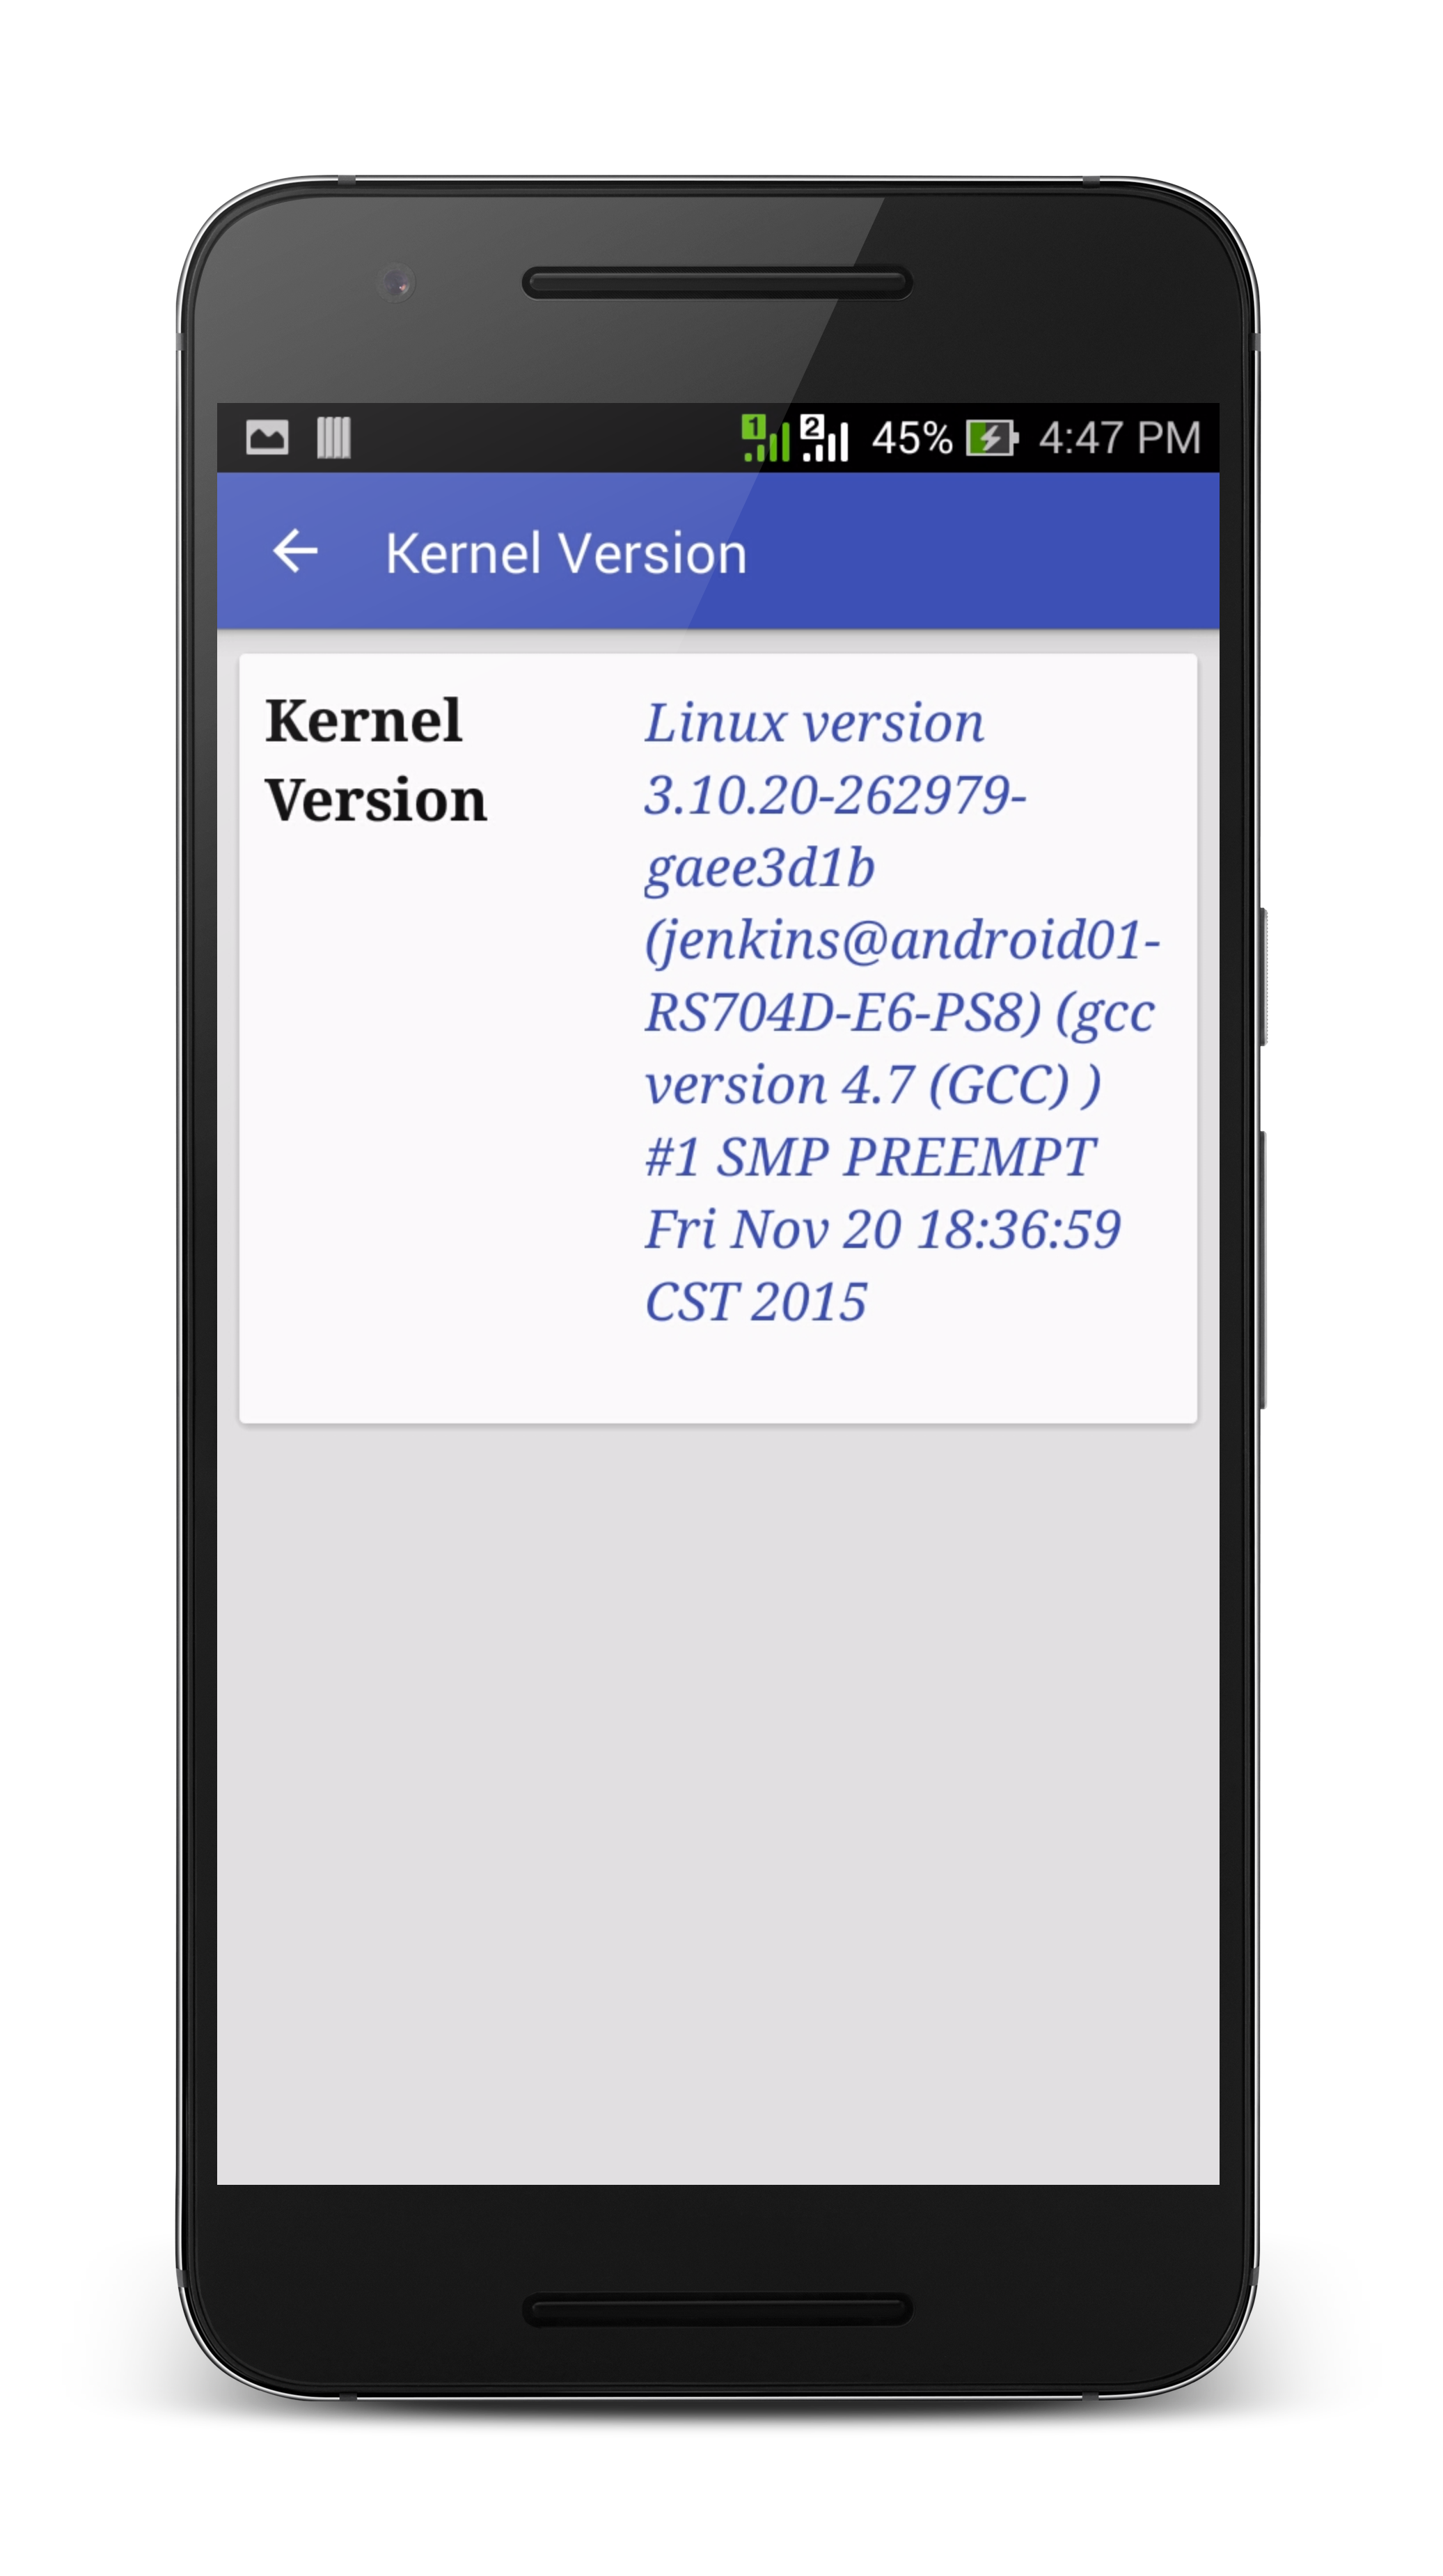 1 2 45% 4:47 PM
Kernel Version
Kernel
Version
Linux version
3.10.20-262979-
gaee3d1b
(jenkins@android01-
RS704D-E6-PS8) (gcc
version 4.7 (GCC) )
#1 SMP PREEMPT
Fri Nov 20 18:36:59
CST 2015